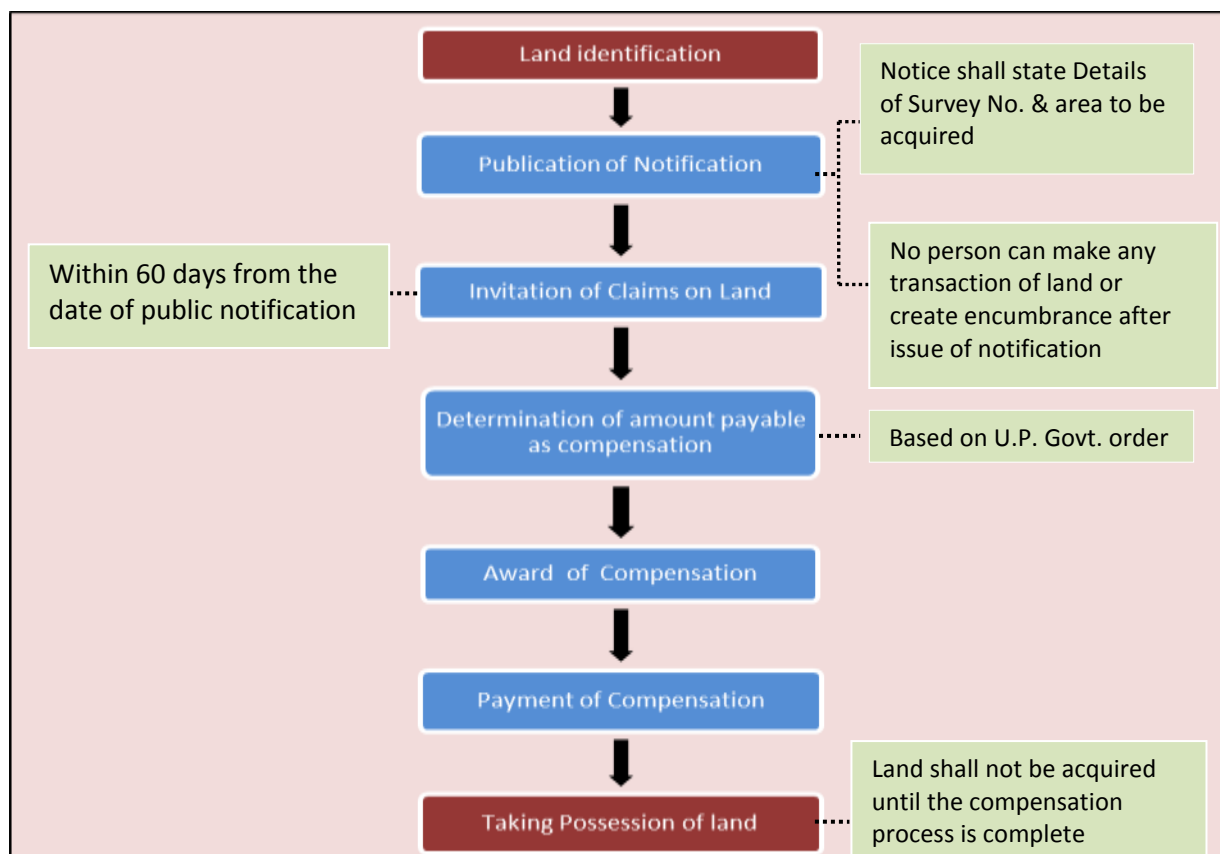 Land identification
Notice shall state Details
of Survey No. & area to be
acquired
Publication of Notification
No person can make any
transaction of land or
create encumbrance after
issue of notification
Within 60 days from the
date of public notification
Invitation of Claims on Land
Determination of amount payable
as compensation
Based on U.P. Govt. order
Award of Compensation
Payment of Compensation
Land shall not be acquired
until the compensation
process is complete
Taking Possession of land